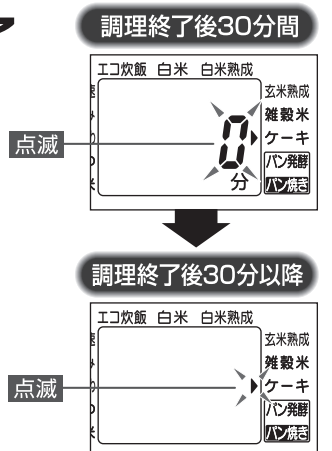 調理終了後30分間
エコ炊飯 白米 白米熟成
玄米熟成
雑穀米
ケーキ
パン発酵
パン焼き
0
分
点滅
調理終了後30分以降
エコ炊飯 白米 白米熟成
玄米熟成
雑穀米
ケーキ
パン発酵
パン焼き
点滅